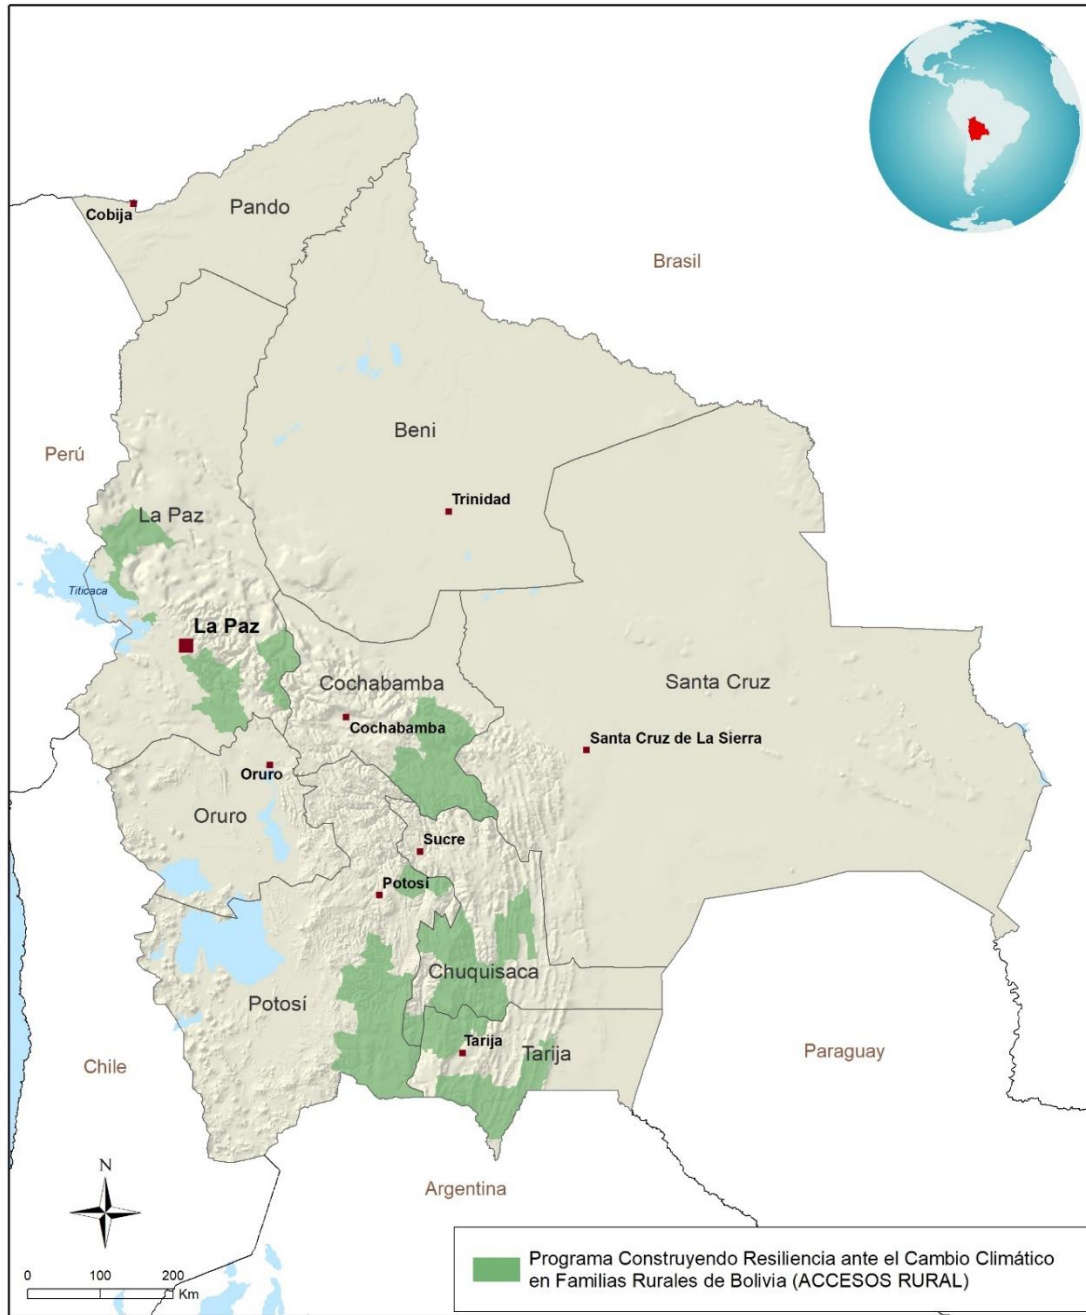 Cobija
Pando
Brasil
Beni
Perú
Trinidad
La Paz
Titicaca
La Paz
Cochabamba
Santa Cruz
Cochabamba
Santa Cruz de La Sierra
Oruro
Oruro
Sucre
Potosí
Chuquisaca
Potosí
Tarija
Tarija
Paraguay
Chile
N
Argentina
Programa Construyendo Resiliencia ante el Cambio Climático
en Familias Rurales de Bolivia (ACCESOS RURAL)
0 100 200
Km